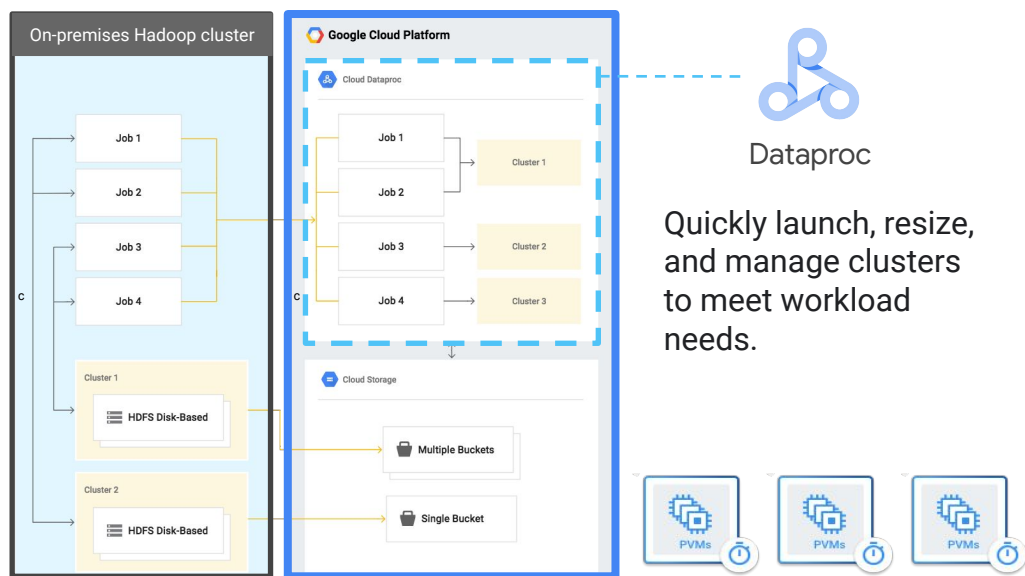 On-premises Hadoop cluster
Job 1
Job 2
Job 3
Job 4
C
Cluster 1
HDFS Disk-Based
Cluster 2
HDFS Disk-Based
Google Cloud Platform
Cloud Dataproc
Job 1
Job 2
Job 3
Job 4
C
Cluster 1
Cluster 2
Cluster 3
Cloud Storage
Multiple Buckets
Single Bucket
Dataproc
Quickly launch, resize,
and manage clusters
to meet workload
needs.
PVMs
PVMs
PVMs